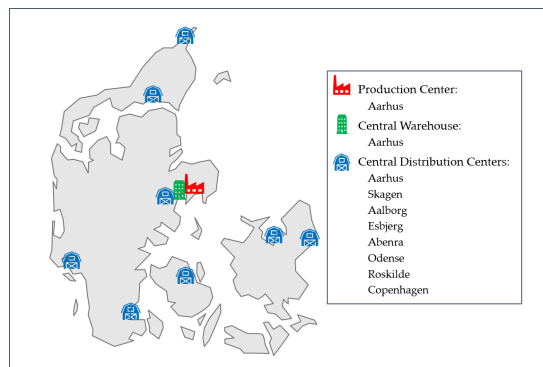 Production Center:
Aarhus
Central Warehouse:
Aarhus
Central Distribution Centers:
Aarhus
Skagen
Aalborg
Esbjerg
Abenra
Odense
Roskilde
Copenhagen